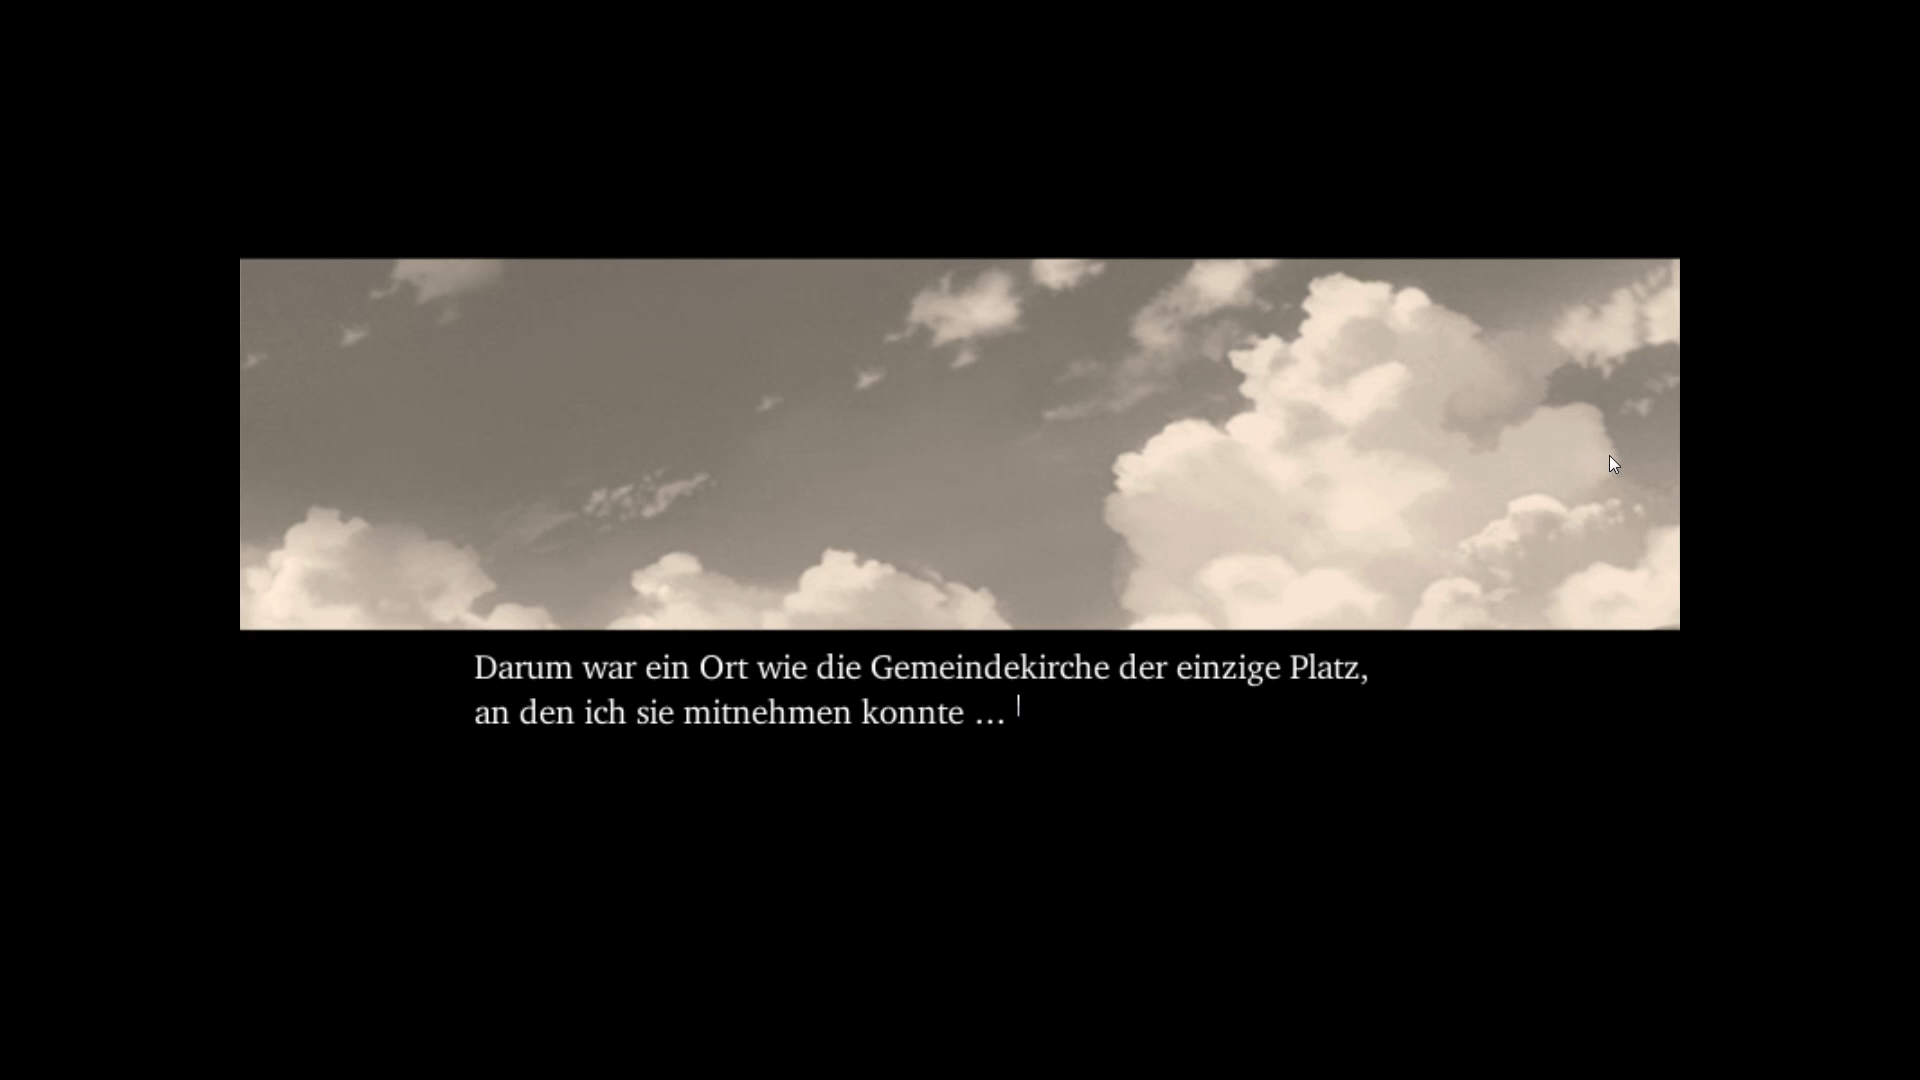 Darum war ein Ort wie die Gemeindekirche der einzige Platz,
an den ich sie mitnehmen konnte …